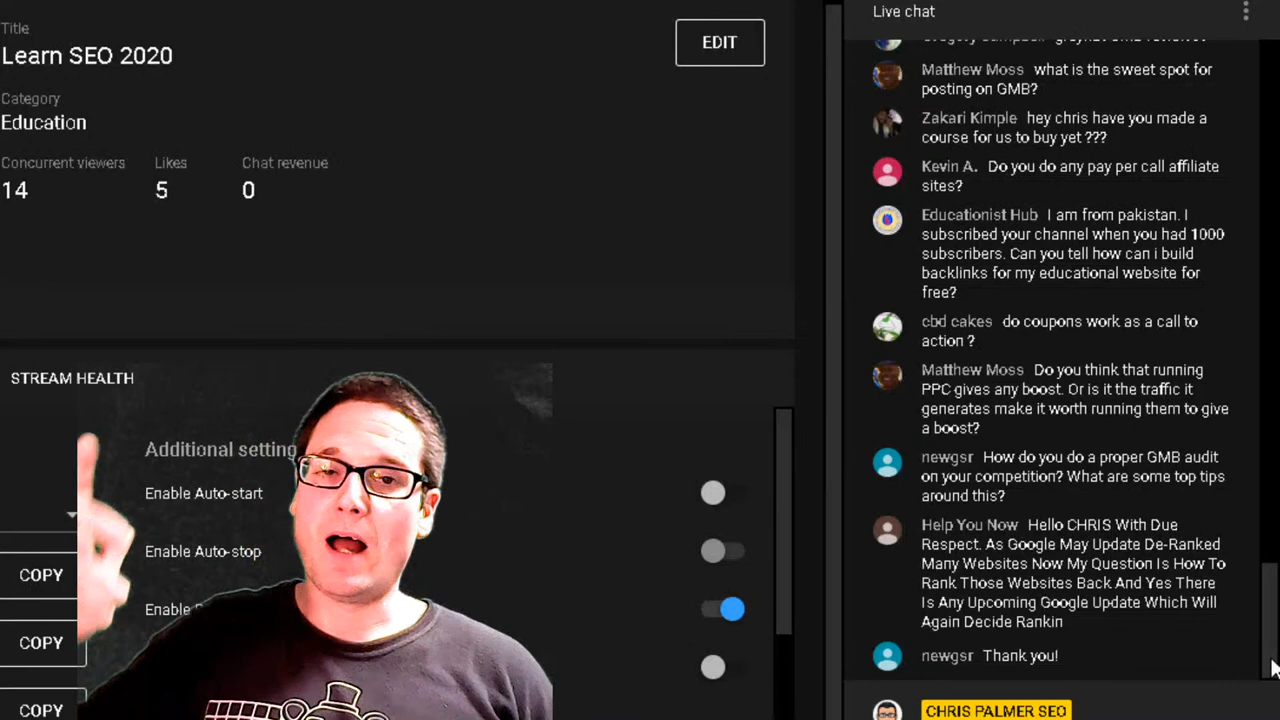 Title
Learn SEO 2020
EDIT
Category
Education
Concurrent viewers
Likes
Chat revenue
14
5
0
STREAM HEALTH
Additional setting
Enable Auto-start
Enable Auto-stop
Enable
COPY
COPY
COPY
Live chat
Matthew Moss what is the sweet spot for
posting on GMB?
Zakari Kimple hey chris have you made a
course for us to buy yet ???
Kevin A. Do you do any pay per call affiliate
sites?
Educationist Hub I am from pakistan. I
subscribed your channel when you had 1000
subscribers. Can you tell how can i build
backlinks for my educational website for
free?
cbd cakes do coupons work as a call to
action ?
Matthew Moss Do you think that running
PPC gives any boost. Or is it the traffic it
generates make it worth running them to give
a boost?
newgsr How do you do a proper GMB audit
on your competition? What are some top tips
around this?
Help You Now Hello CHRIS With Due
Respect. As Google May Update De-Ranked
Many Websites Now My Question Is How To
Rank Those Websites Back And Yes There
Is Any Upcoming Google Update Which Will
Again Decide Rankin
newgsr Thank you!
CHRIS PALMER SEO